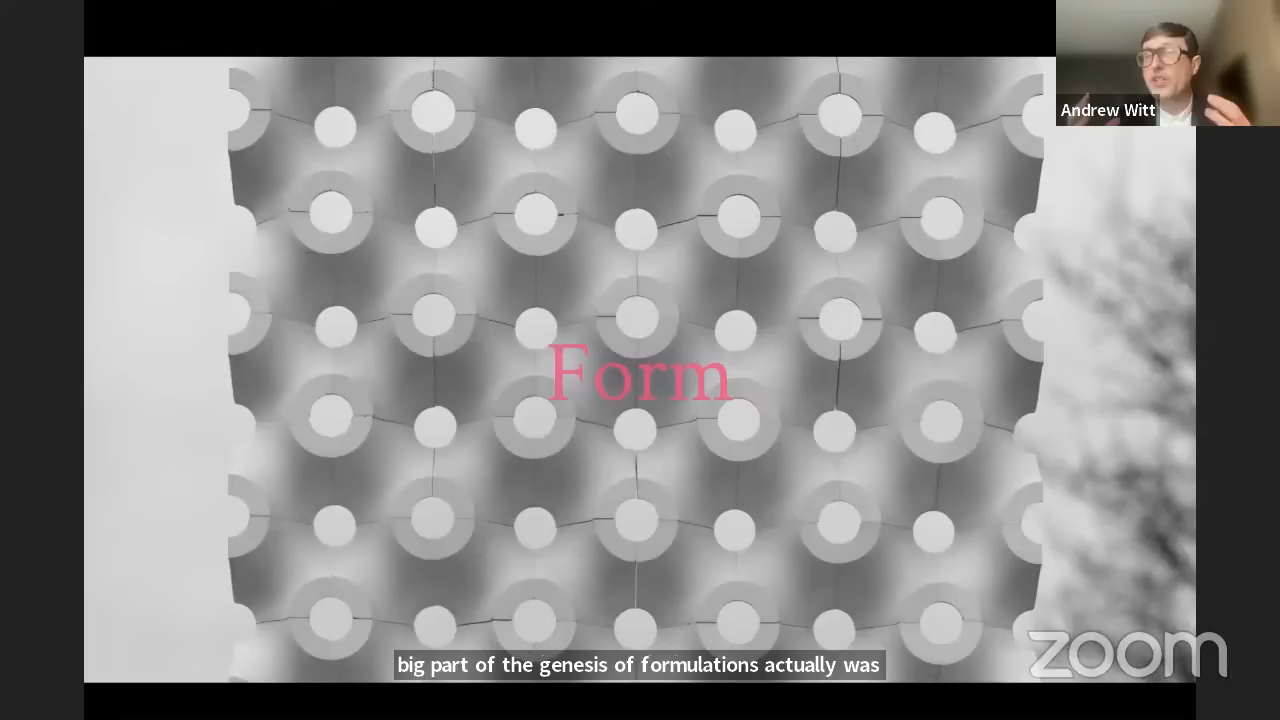 Andrew Witt
Form
big part of the genesis of formulations actually was
zoom